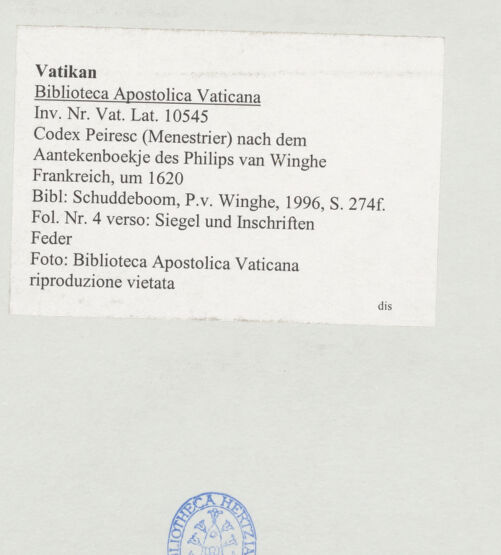 Vatikan
Biblioteca Apostolica Vaticana
Inv. Nr. Vat. Lat. 10545
Codex Peiresc (Menestrier) nach dem
Aantekenboekje des Philips van Winghe
Frankreich, um 1620
Bibl: Schuddeboom, P.v. Winghe, 1996, S. 274f.
Fol. Nr. 4 verso: Siegel und Inschriften
Feder
Foto: Biblioteca Apostolica Vaticana
riproduzione vietata
dis
BIBLIOTHECA HERTZIANA